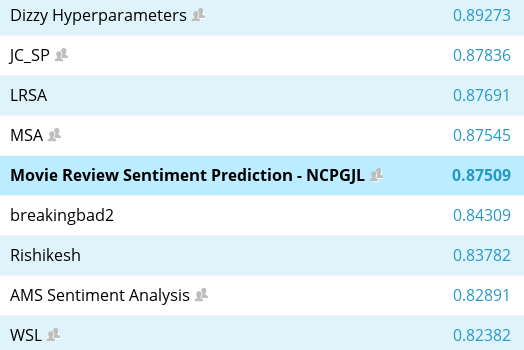 Dizzy Hyperparameters 0.89273
JC_SP 0.87836
LRSA 0.87691
MSA 0.87545
Movie Review Sentiment Prediction - NCPGJL 0.87509
breakingbad2 0.84309
Rishikesh 0.83782
AMS Sentiment Analysis 0.82891
WSL 0.82382